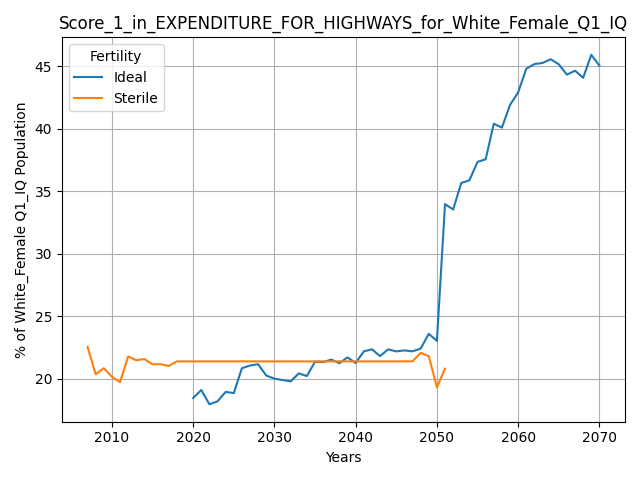 Score_1_in_EXPENDITURE_FOR_HIGHWAYS_for_White_Female_Q1_IQ
Fertility
Ideal
Sterile
45
40
35
30
25
20
% of White_Female Q1_IQ Population
2010 2020 2030 2040 2050 2060 2070
Years